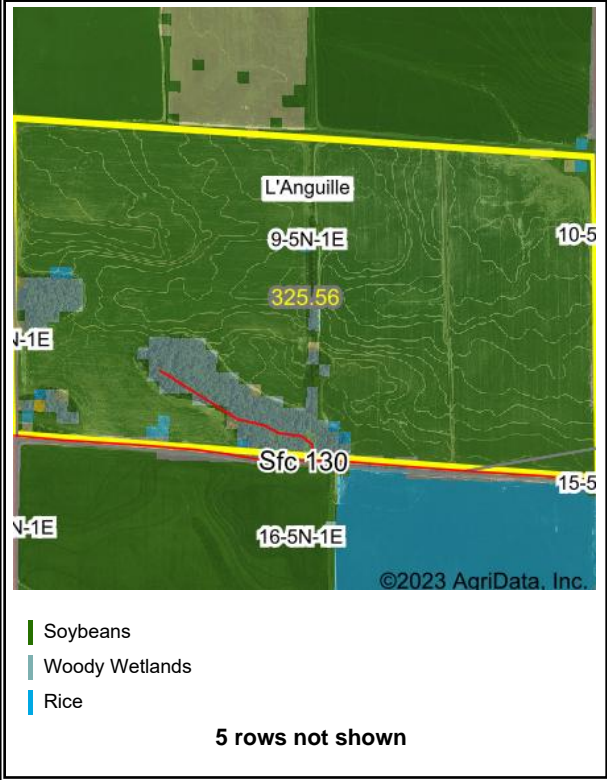 L'Anguille
9-5N-1E
10-5
325.56
N-1E
Sfc 130
15-5
N-1E
16-5N-1E
©2023 AgriData, Inc.
Soybeans
Woody Wetlands
Rice
5 rows not shown